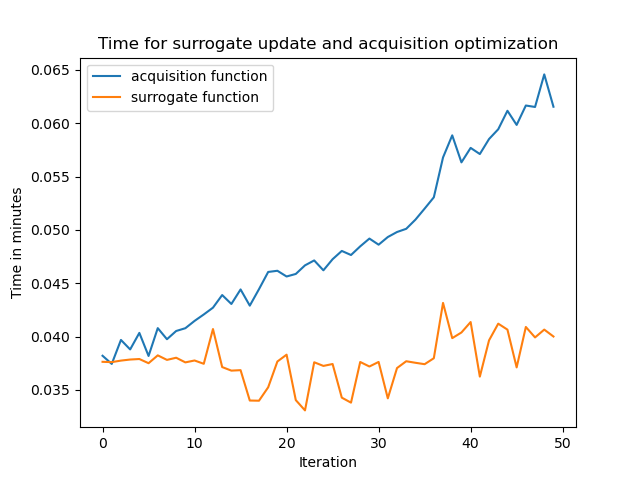 Time for surrogate update and acquisition optimization
acquisition function
surrogate function
0.065
0.060
0.055
0.050
0.045
0.040
0.035
Time in minutes
0 10 20 30 40 50
Iteration